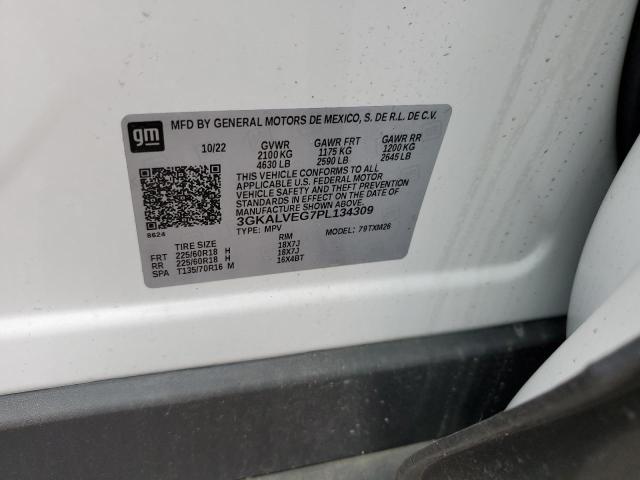 gm
MFD BY GENERAL MOTORS DE MEXICO, S. DE R.L. DE C.V.
10/22 GVWR GAWR FRT GAWR RR
2100 KG 1175 KG 1200 KG
4630 LB 2590 LB 2645 LB
THIS VEHICLE CONFORMS TO ALL
APPLICABLE U.S. FEDERAL MOTOR
VEHICLE SAFETY AND THEFT PREVENTION
STANDARDS IN EFFECT ON THE DATE
OF MANUFACTURE SHOWN ABOVE.
3GKALVEG7PL134309
8624 TYPE: MPV MODEL: 79TXM26
TIRE SIZE RIM
FRT 225/60R18 H 18X7J
RR 225/60R18 H 18X7J
SPA T135/70R16 M 16X4BT